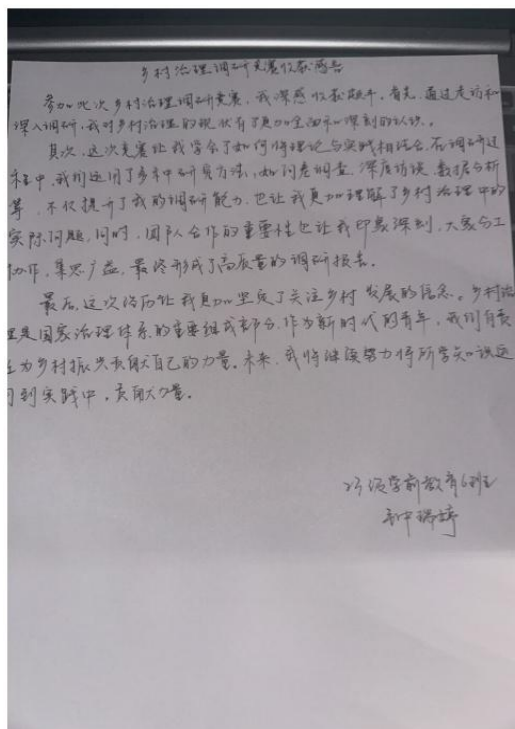 乡村治理调研竞赛收获感告
参加此次乡村治理调研竞赛，我深感收获颇丰。首先，通过走访和
深入调研，我对乡村治理的现状有了更加全面和深刻的认识。
其次，这次竞赛让我学会了如何将理论与实践相结合，在调研过
程中，我们运用了多种研究方法，如问卷调查、深度访谈、数据分析
等，不仅提升了我的调研能力，也让我更加理解了乡村治理中的
实际问题，同时，团队合作的重要性也让我印象深刻，大家分工
协作，集思广益，最终形成了高质量的调研报告。
最后，这次经历让我更加坚定了关注乡村发展的信念。乡村治
理是国家治理体系的重要组成部分，作为新时代的青年，我们有责
任为乡村振兴贡献自己的力量。未来，我将继续努力将所学知识运
用到实践中，贡献力量。
23级学前教育6班
瑞婷